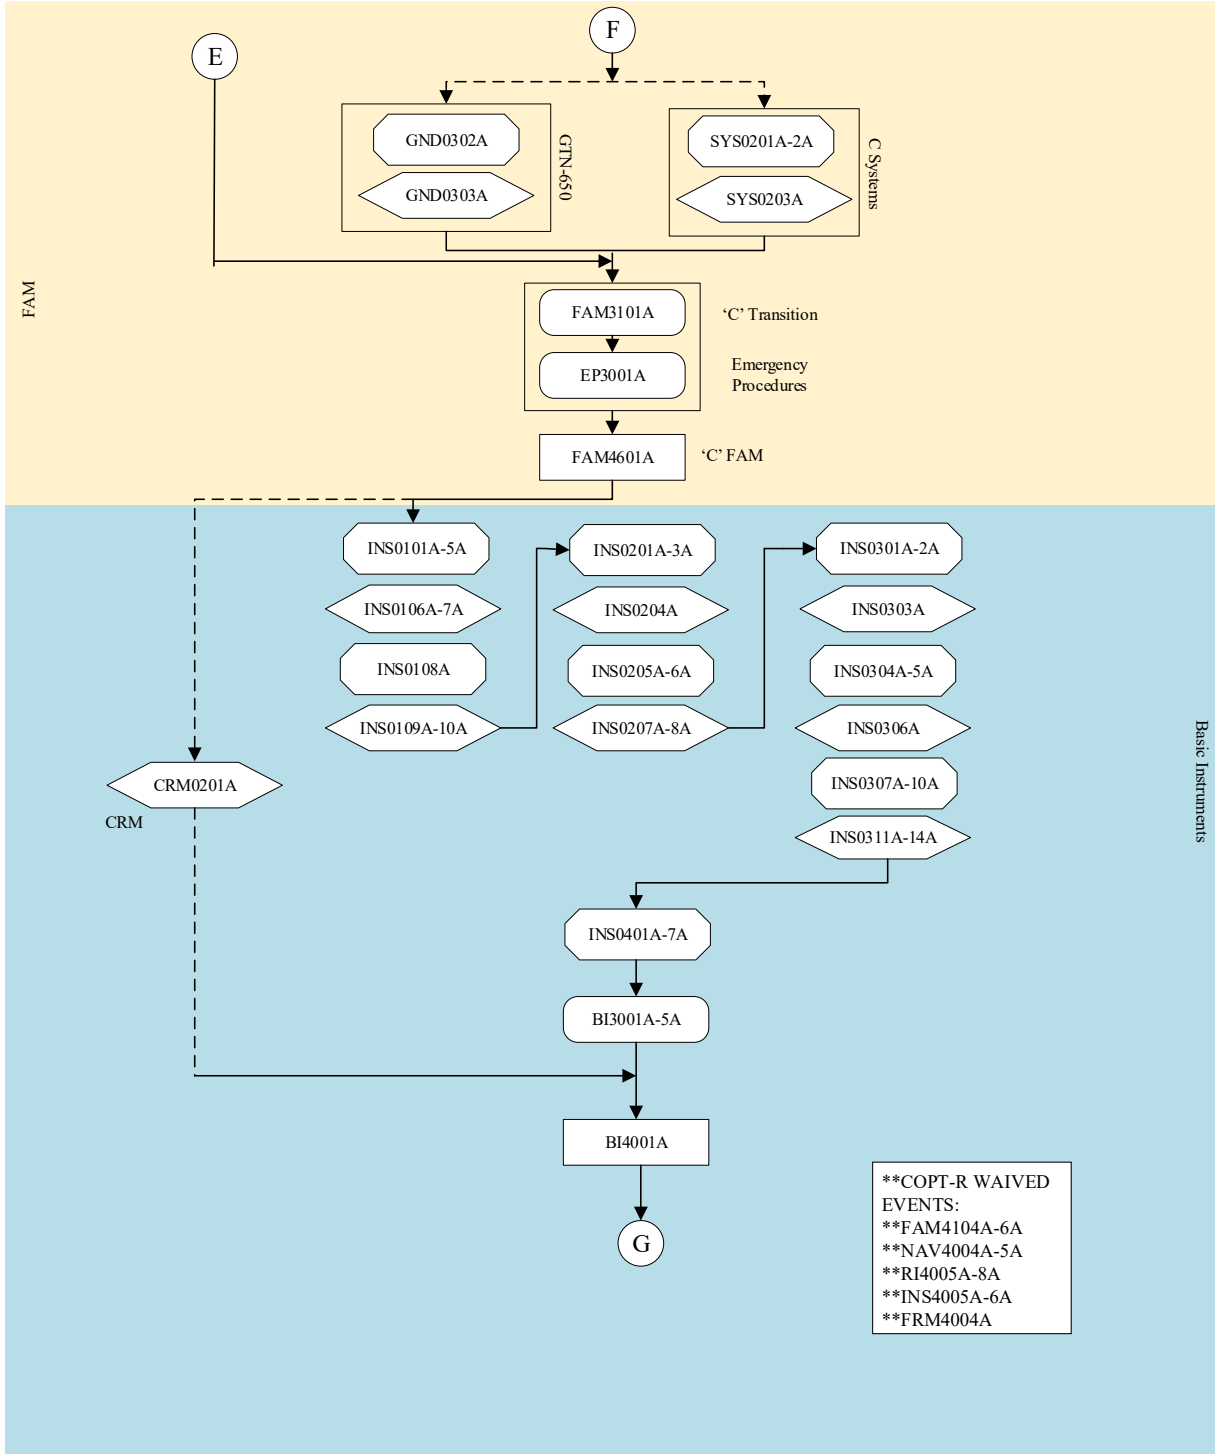 E
F
GND0302A
GND0303A
GTN-650
SYS0201A-2A
SYS0203A
C Systems
FAM
FAM3101A
‘C’ Transition
EP3001A
Emergency
Procedures
FAM4601A
‘C’ FAM
INS0101A-5A
INS0106A-7A
INS0108A
INS0109A-10A
INS0201A-3A
INS0204A
INS0205A-6A
INS0207A-8A
INS0301A-2A
INS0303A
INS0304A-5A
INS0306A
INS0307A-10A
INS0311A-14A
Basic Instruments
CRM0201A
CRM
INS0401A-7A
BI3001A-5A
BI4001A
G
**COPT-R WAIVED
EVENTS:
**FAM4104A-6A
**NAV4004A-5A
**RI4005A-8A
**INS4005A-6A
**FRM4004A